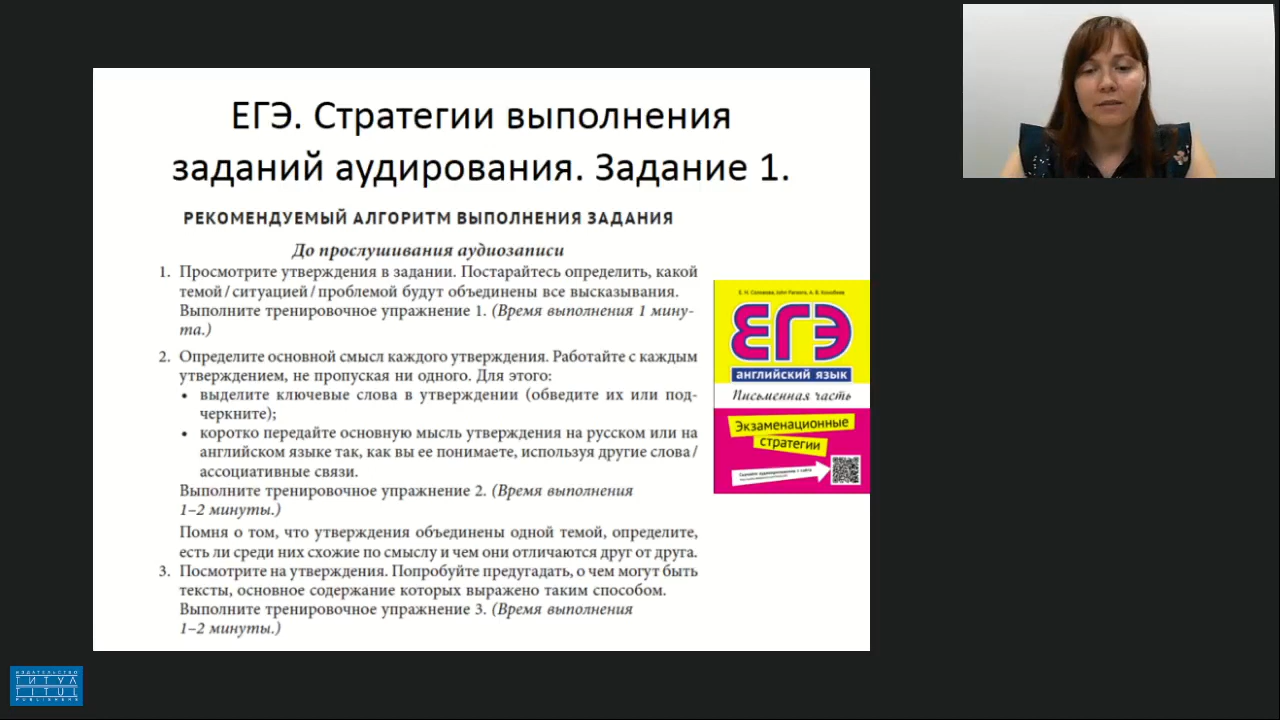 ЕГЭ. Стратегии выполнения
заданий аудирования. Задание 1.
РЕКОМЕНДУЕМЫЙ АЛГОРИТМ ВЫПОЛНЕНИЯ ЗАДАНИЯ
До прослушивания аудиозаписи
1. Просмотрите утверждения в задании. Постарайтесь определить, какой
темой / ситуацией / проблемой будут объединены все высказывания.
Выполните тренировочное упражнение 1. (Время выполнения 1 мину-
та.)
2. Определите основной смысл каждого утверждения. Работайте с каждым
утверждением, не пропуская ни одного. Для этого:
• выделите ключевые слова в утверждении (обведите их или под-
черкните);
• коротко передайте основную мысль утверждения на русском или на
английском языке так, как вы ее понимаете, используя другие слова /
ассоциативные связи.
Выполните тренировочное упражнение 2. (Время выполнения
1–2 минуты.)
Помня о том, что утверждения объединены одной темой, определите,
есть ли среди них схожие по смыслу и чем они отличаются друг от друга.
3. Посмотрите на утверждения. Попробуйте предугадать, о чем могут быть
тексты, основное содержание которых выражено таким способом.
Выполните тренировочное упражнение 3. (Время выполнения
1–2 минуты.)
ЕГЭ
английский язык
Письменная часть
Экзаменационные
стратегии
ИЗДАТЕЛЬСТВО
ТИТУЛ
TITUL
PUBLISHERS